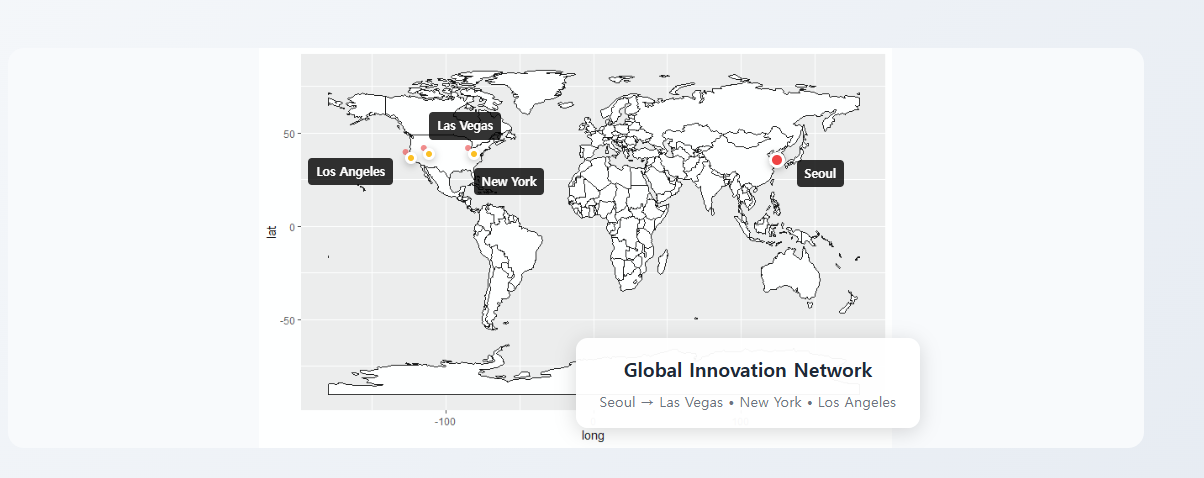 50
0
-50
lat
-100
long
Las Vegas
Los Angeles
New York
Seoul
Global Innovation Network
Seoul → Las Vegas • New York • Los Angeles